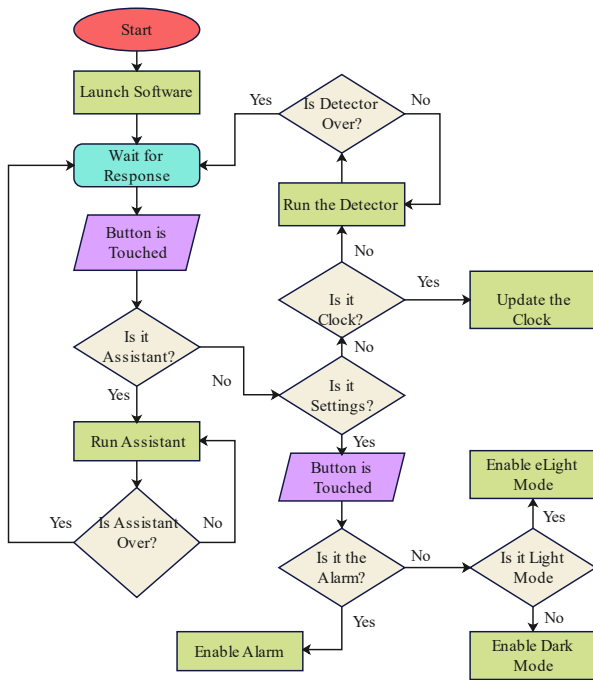 Start
Launch Software
Wait for
Response
Button is
Touched
Is it
Assistant?
Yes
No
Run Assistant
Is Assistant
Over?
Yes
No
Is Detector
Over?
Yes
No
Run the Detector
No
Is it
Clock?
Yes
Update the
Clock
No
Is it
Settings?
Yes
Button is
Touched
Is it the
Alarm?
No
Yes
Enable Alarm
Enable eLight
Mode
Yes
Is it Light
Mode
No
Enable Dark
Mode